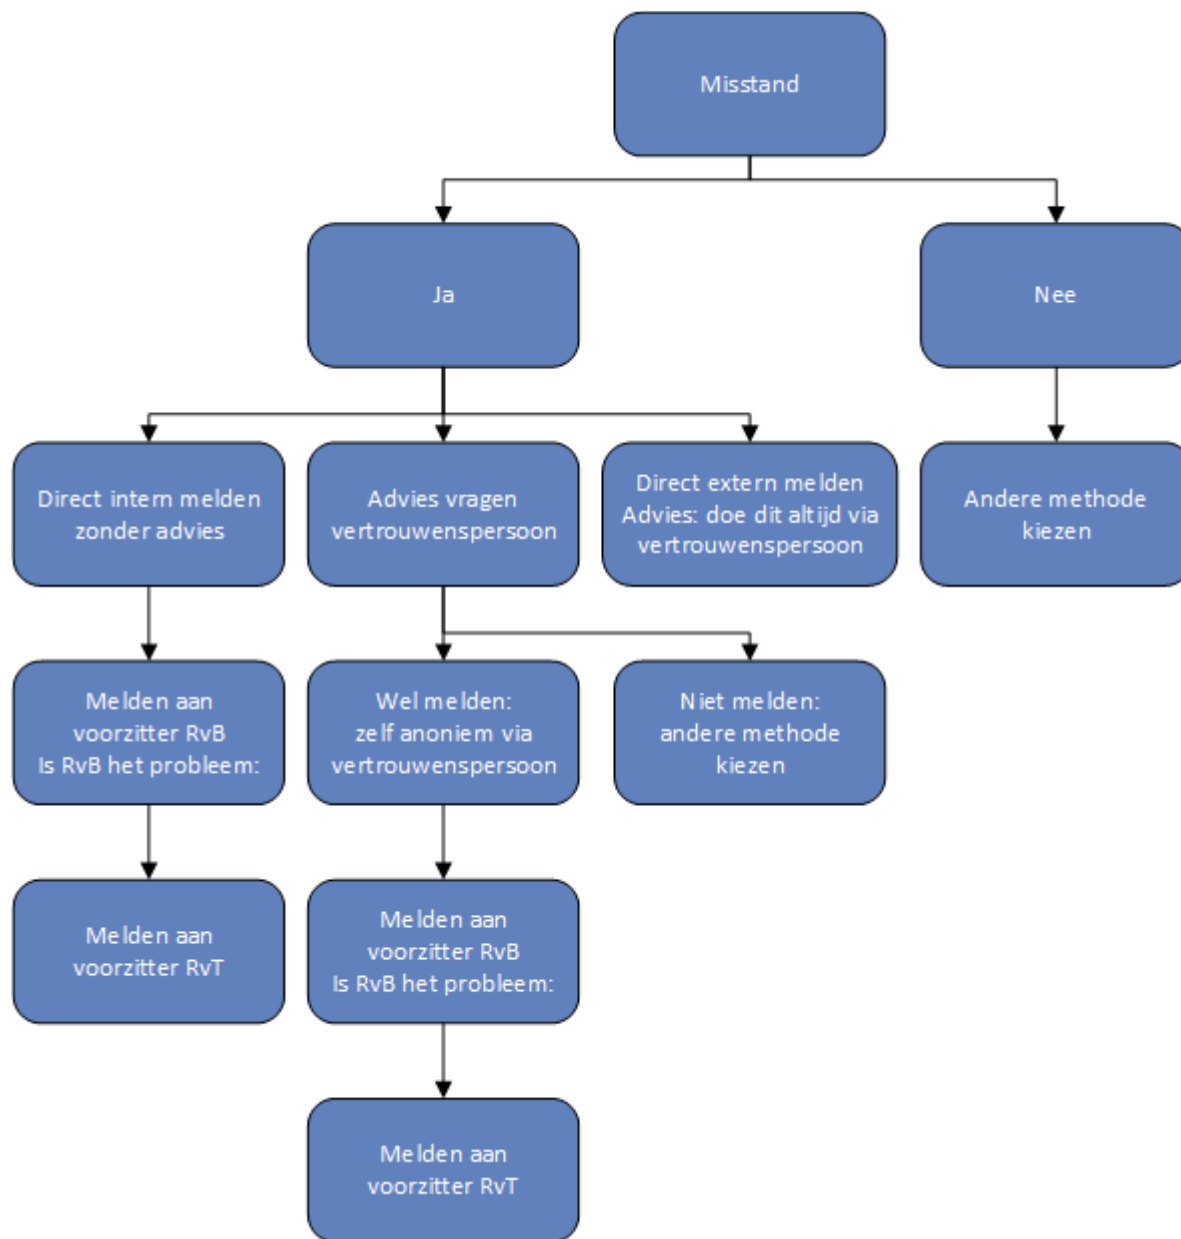 Misstand
Ja
Nee
Direct intern melden
zonder advies
Advies vragen
vertrouwenspersoon
Direct extern melden
Advies: doe dit altijd via
vertrouwenspersoon
Andere methode
kiezen
Melden aan
voorzitter RvB
Is RvB het probleem:
Wel melden:
zelf anoniem via
vertrouwenspersoon
Niet melden:
andere methode
kiezen
Melden aan
voorzitter RvT
Melden aan
voorzitter RvB
Is RvB het probleem:
Melden aan
voorzitter RvT